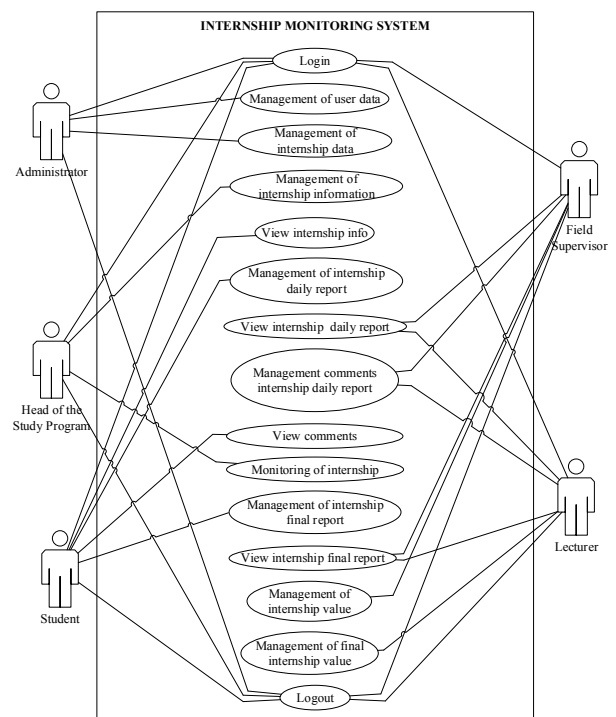 INTERNSHIP MONITORING SYSTEM
Login
Management of user data
Management of
internship data
Management of
internship information
View internship info
Management of internship
daily report
View internship daily report
Management comments
internship daily report
View comments
Monitoring of internship
Management of internship
final report
View internship final report
Management of
internship value
Management of final
internship value
Logout
Administrator
Head of the
Study Program
Student
Field
Supervisor
Lecturer